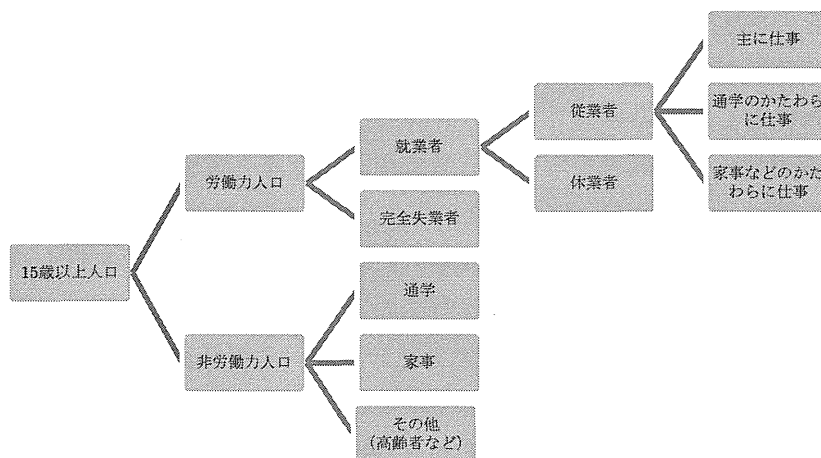 主に仕事
従業者
通学のかたわら
に仕事
就業者
労働力人口
休業者
家事などのかた
わらに仕事
完全失業者
15歳以上人口
通学
非労働力人口
家事
その他
(高齢者など)